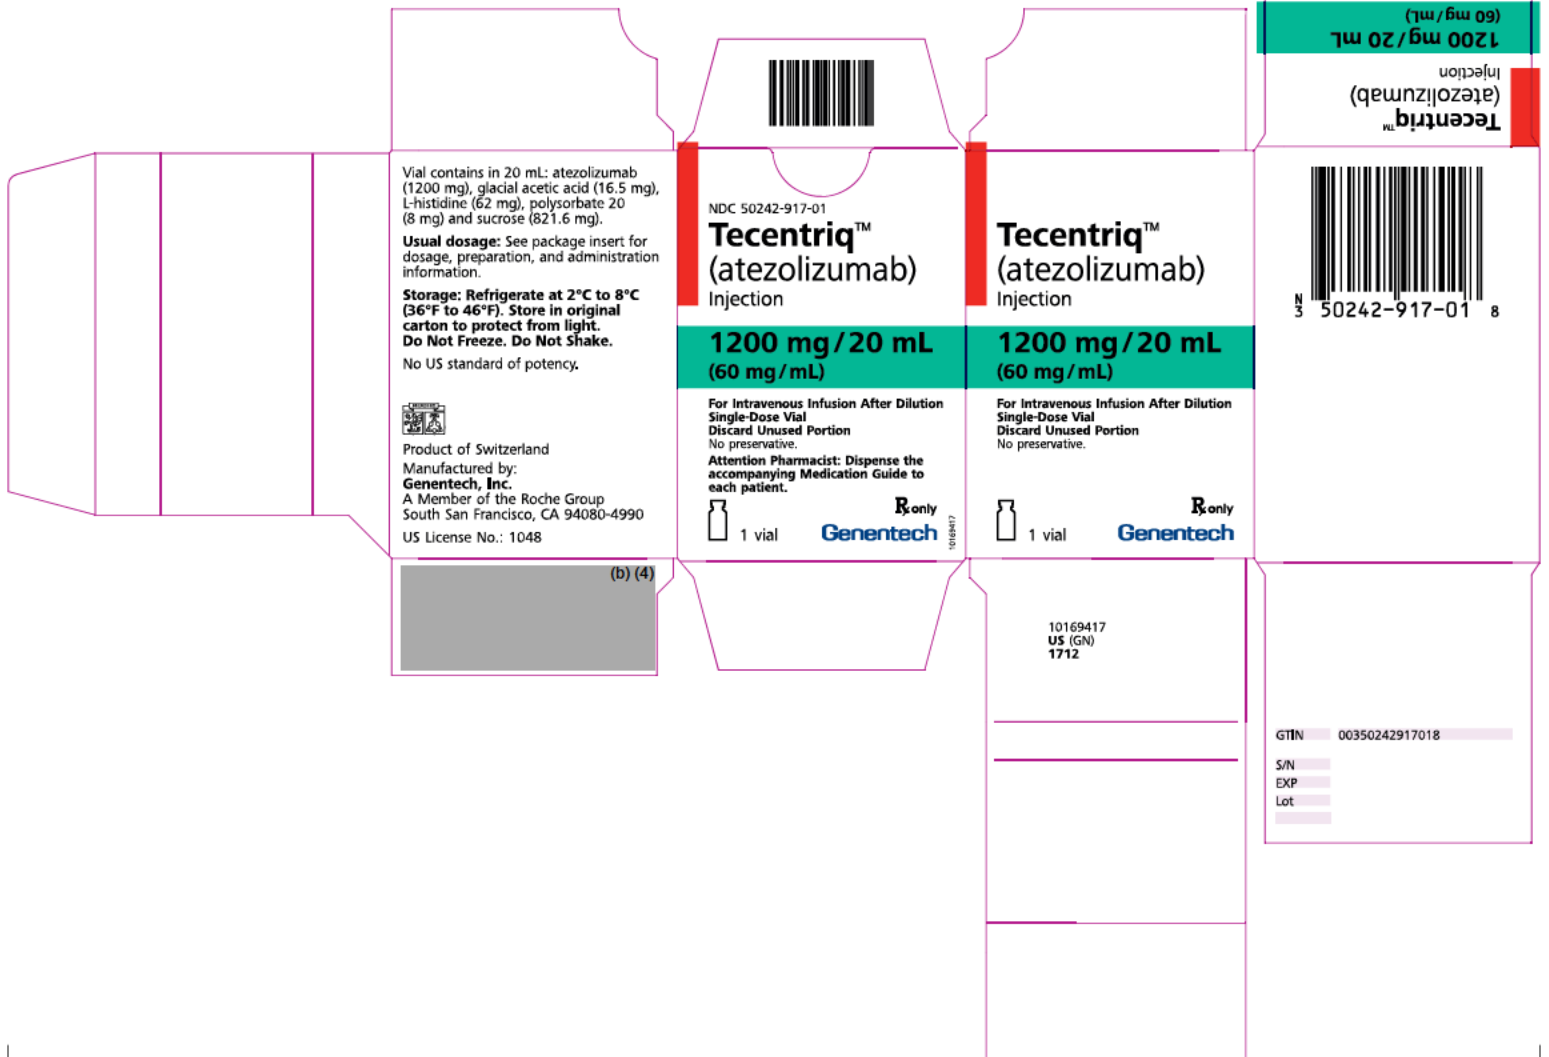 Vial contains in 20 mL: atezolizumab
(1200 mg), glacial acetic acid (16.5 mg),
L-histidine (62 mg), polysorbate 20
(8 mg) and sucrose (821.6 mg).
Usual dosage: See package insert for
dosage, preparation, and administration
information.
Storage: Refrigerate at 2°C to 8°C
(36°F to 46°F). Store in original
carton to protect from light.
Do Not Freeze. Do Not Shake.
No US standard of potency.
Product of Switzerland
Manufactured by:
Genentech, Inc.
A Member of the Roche Group
South San Francisco, CA 94080-4990
US License No.: 1048
(b) (4)
NDC 50242-917-01
Tecentriq™
(atezolizumab)
Injection
1200 mg/20 mL
(60 mg/mL)
For Intravenous Infusion After Dilution
Single-Dose Vial
Discard Unused Portion
No preservative.
Attention Pharmacist: Dispense the
accompanying Medication Guide to
each patient.
Rx only
1 vial
Genentech
10169417
Tecentriq™
(atezolizumab)
Injection
1200 mg/20 mL
(60 mg/mL)
For Intravenous Infusion After Dilution
Single-Dose Vial
Discard Unused Portion
No preservative.
Rx only
1 vial
Genentech
10169417
US (GN)
1712
Tecentriq™
(atezolizumab)
Injection
1200 mg/20 mL
(60 mg/mL)
N
3 50242-917-01 8
GTIN 00350242917018
S/N
EXP
Lot